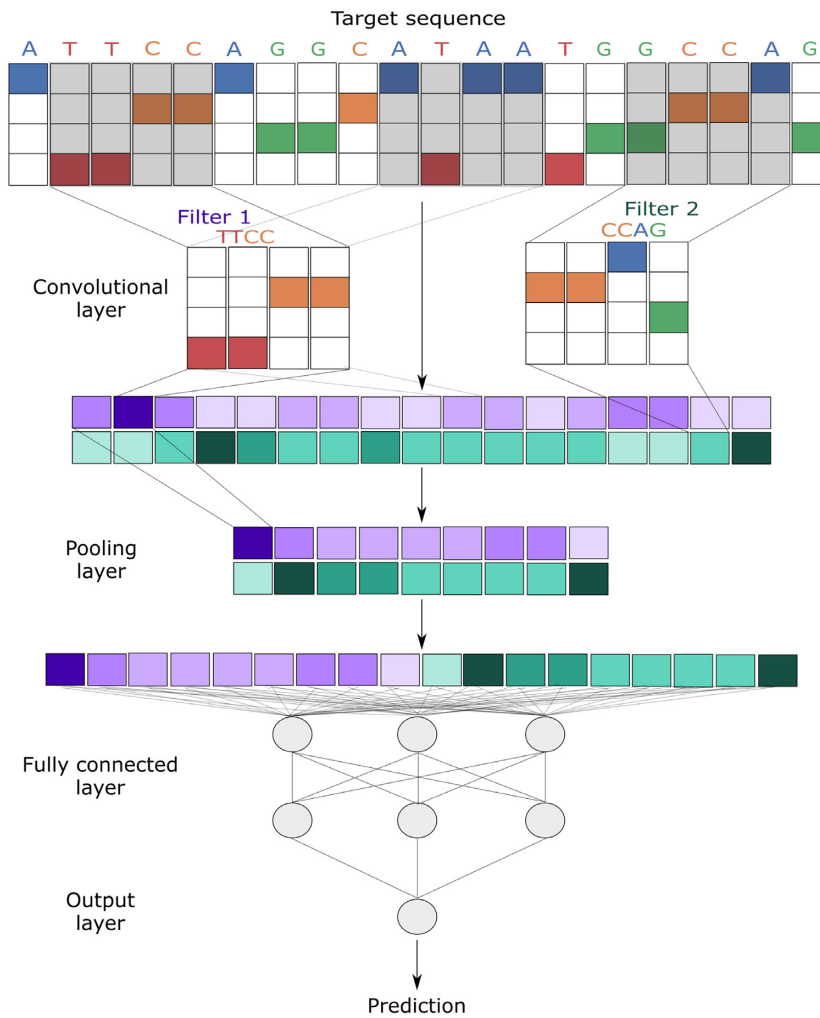 Target sequence
A T T C C A G G C A T A A T G G C C A G
Filter 1
TTCC
Filter 2
CCAG
Convolutional
layer
Pooling
layer
Fully connected
layer
Output
layer
Prediction